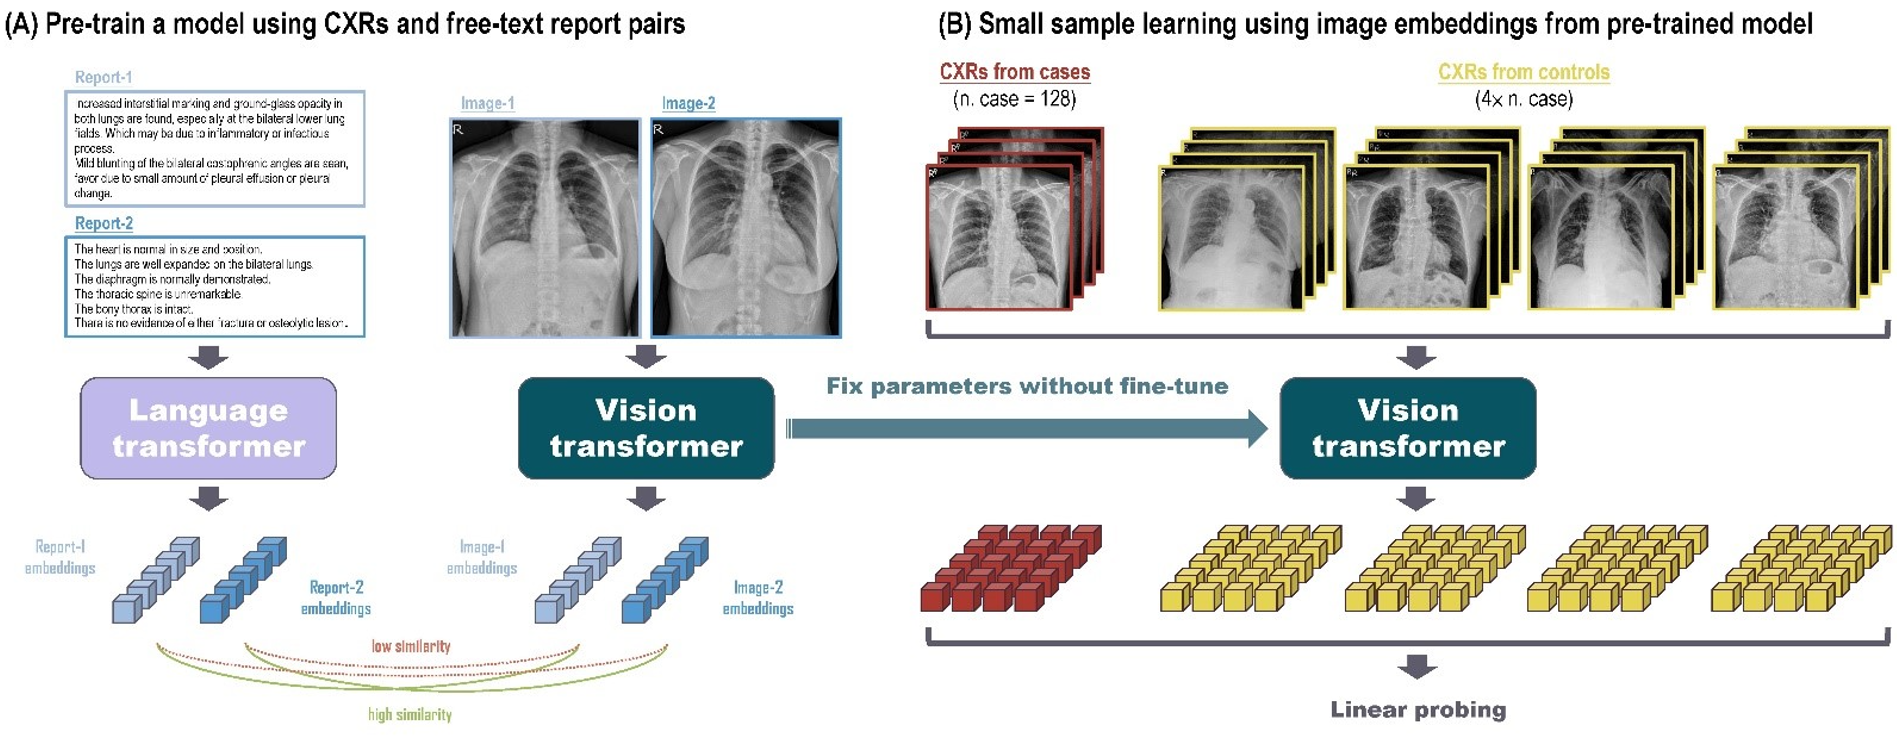 (A) Pre-train a model using CXRs and free-text report pairs
Report-1
Increased interstitial marking and ground-glass opacity in
both lungs are found, especially at the bilateral lower lung
fields. Which may be due to inflammatory or infectious
process.
Mild blunting of the bilateral costophrenic angles are seen,
favor due to small amount of pleural effusion or pleural
change.
Report-2
The heart is normal in size and position.
The lungs are well expanded on the bilateral lungs.
The diaphragm is normally demonstrated.
The thoracic spine is unremarkable
The bony thorax is intact.
There is no evidence of either fracture or osteolytic lesion.
Image-1
R
Image-2
R
Language
transformer
Vision
transformer
Report-1
embeddings
Report-2
embeddings
Image-1
embeddings
Image-2
embeddings
low similarity
high similarity
Fix parameters without fine-tune
(B) Small sample learning using image embeddings from pre-trained model
CXRs from cases
(n. case = 128)
CXRs from controls
(4x n. case)
Vision
transformer
Linear probing